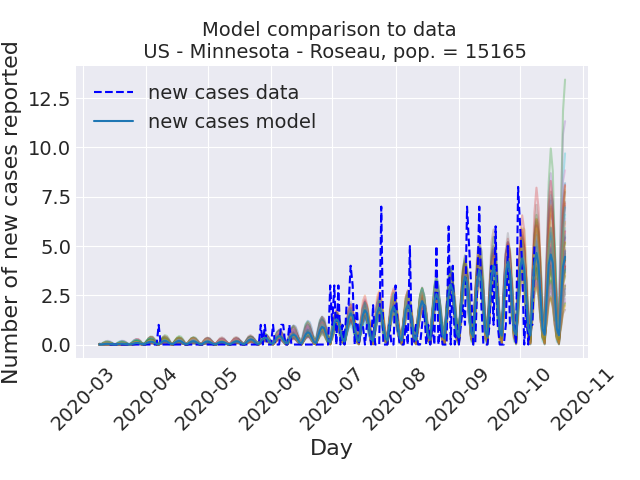 Model comparison to data
US - Minnesota - Roseau, pop. = 15165
Number of new cases reported
12.5
10.0
7.5
5.0
2.5
0.0
new cases data
new cases model
2020-03
2020-04
2020-05
2020-06
2020-07
2020-08
2020-09
2020-10
2020-11
Day